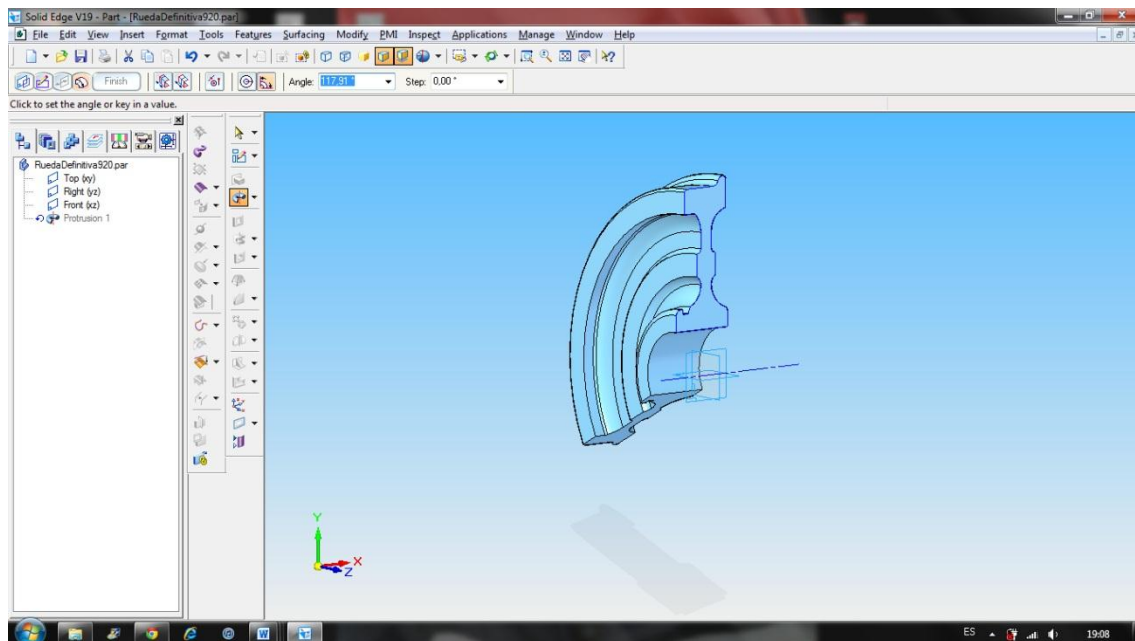 Solid Edge V19 - Part - [RuedaDefinitiva920.par]
File Edit View Insert Format Tools Features Surfacing Modify PMI Inspect Applications Manage Window Help
Finish Angle: 117.91 ° Step: 0,00 °
Click to set the angle or key in a value.
RuedaDefinitiva920.par
Top (xy)
Right (yz)
Front (xz)
Protrusion 1
Y
X
Z
ES 19:08